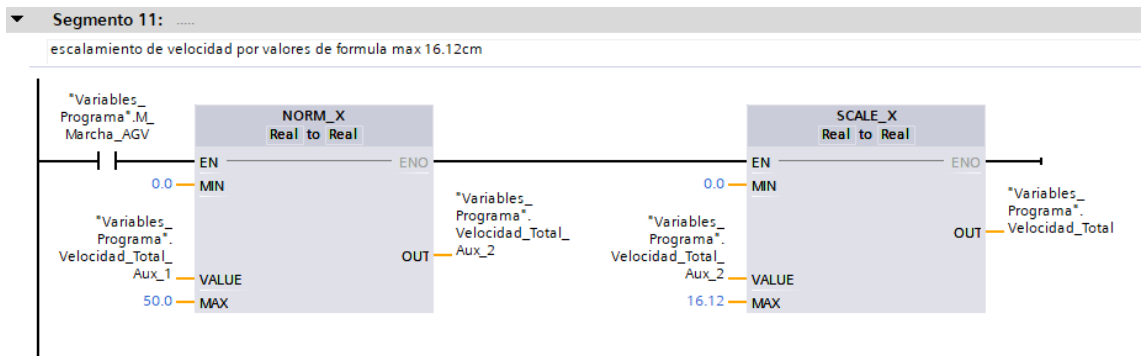 Segmento 11: .....
escalamiento de velocidad por valores de formula max 16.12cm
"Variables_
Programa".M_
Marcha_AGV
NORM_X
Real to Real
EN
ENO
0.0
MIN
"Variables_
Programa".
Velocidad_Total_
Aux_1
VALUE
50.0
MAX
OUT
"Variables_
Programa".
Velocidad_Total_
Aux_2
SCALE_X
Real to Real
EN
ENO
0.0
MIN
"Variables_
Programa".
Velocidad_Total_
Aux_2
VALUE
16.12
MAX
OUT
"Variables_
Programa".
Velocidad_Total